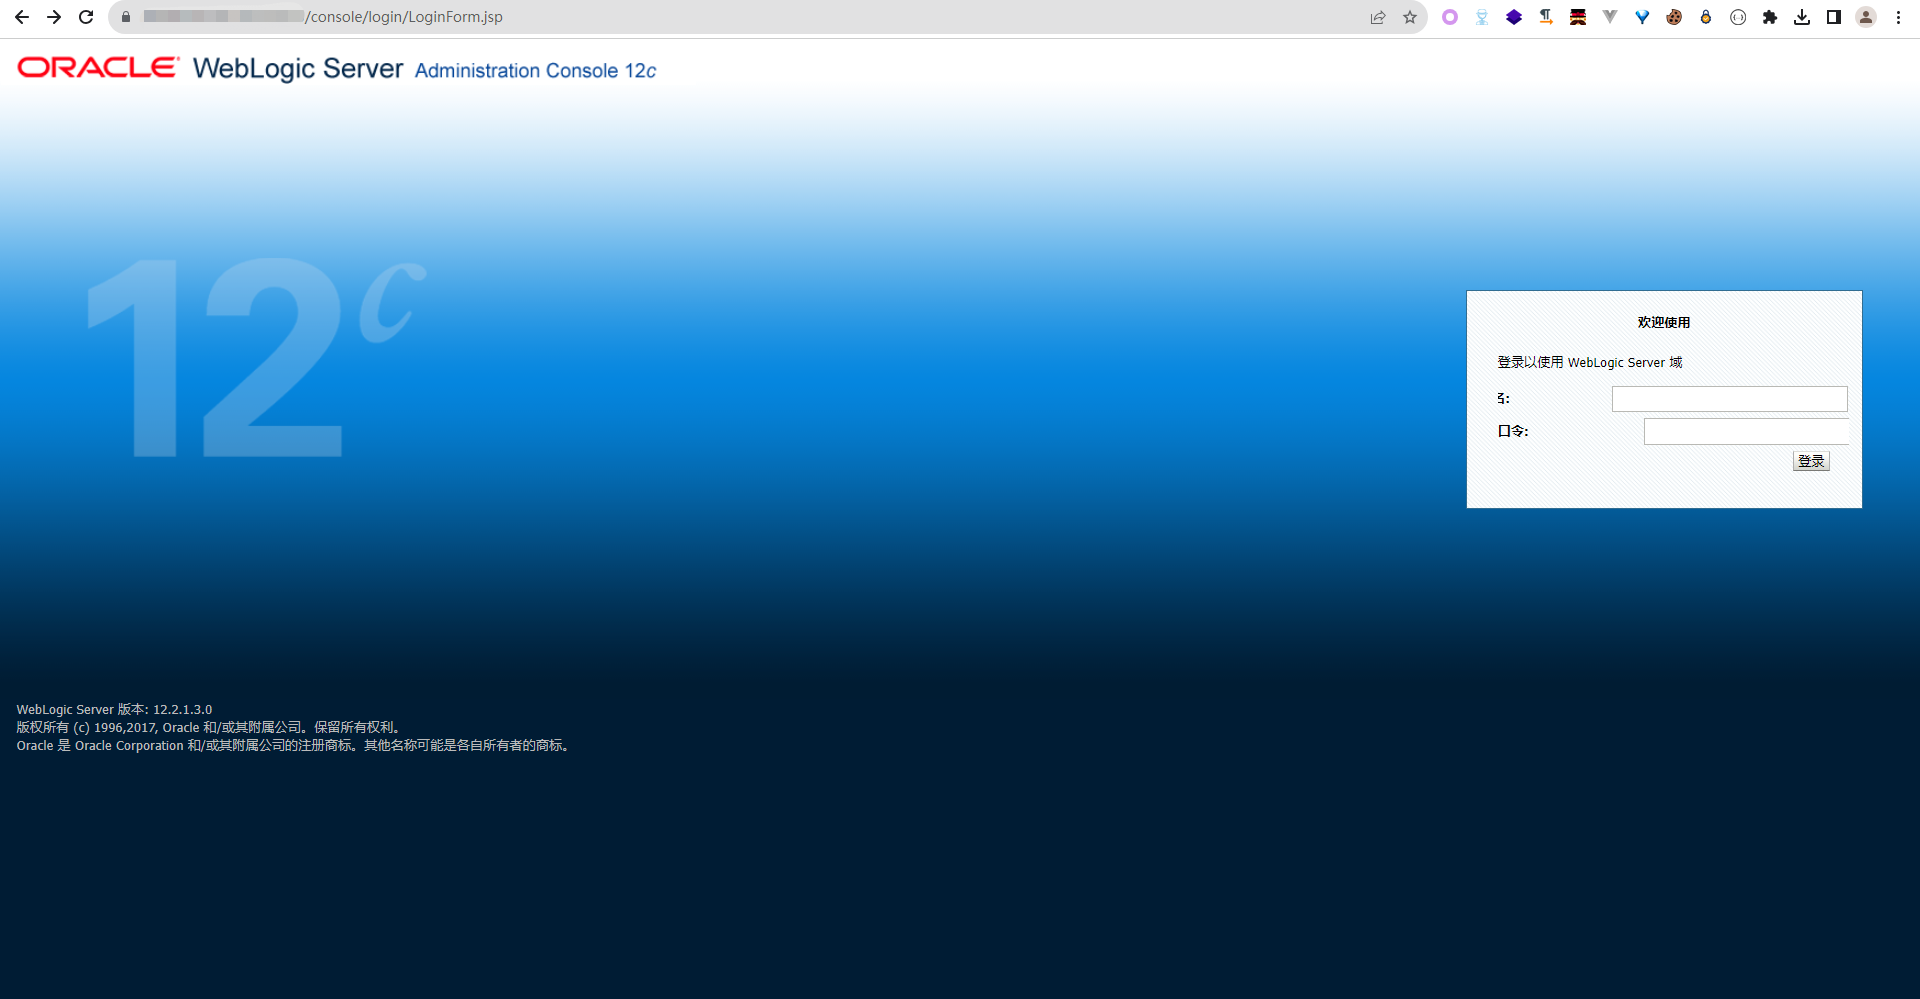 /console/login/LoginForm.jsp
ORACLE WebLogic Server Administration Console 12c
12c
欢迎使用
登录以使用 WebLogic Server 域
名:
口令:
登录
WebLogic Server 版本: 12.2.1.3.0
版权所有 (c) 1996,2017, Oracle 和/或其附属公司。保留所有权利。
Oracle 是 Oracle Corporation 和/或其附属公司的注册商标。其他名称可能是各自所有者的商标。